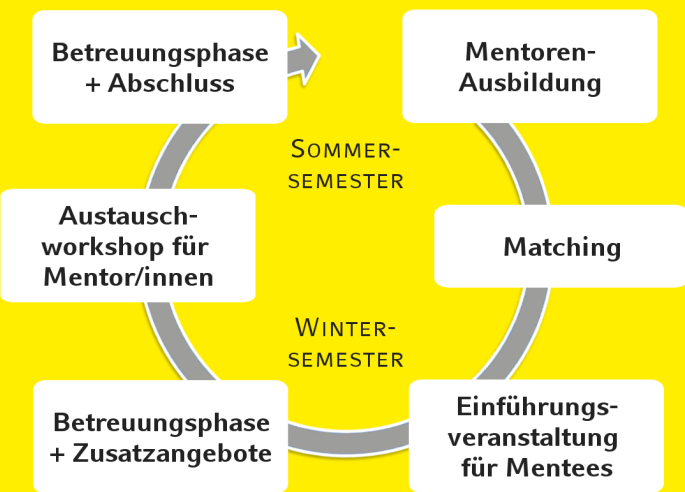 Betreuungsphase
+ Abschluss
Mentoren-
Ausbildung
SOMMER-
SEMESTER
Austausch-
workshop für
Mentor/innen
Matching
WINTER-
SEMESTER
Betreuungsphase
+ Zusatzangebote
Einführungs-
veranstaltung
für Mentees